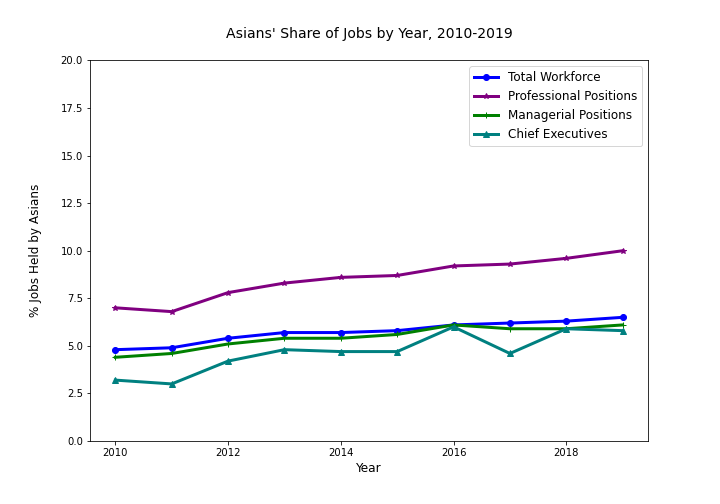 Asians' Share of Jobs by Year, 2010-2019
20.0
17.5
15.0
12.5
10.0
7.5
5.0
2.5
0.0
% Jobs Held by Asians
Total Workforce
Professional Positions
Managerial Positions
Chief Executives
2010
2012
2014
2016
2018
Year